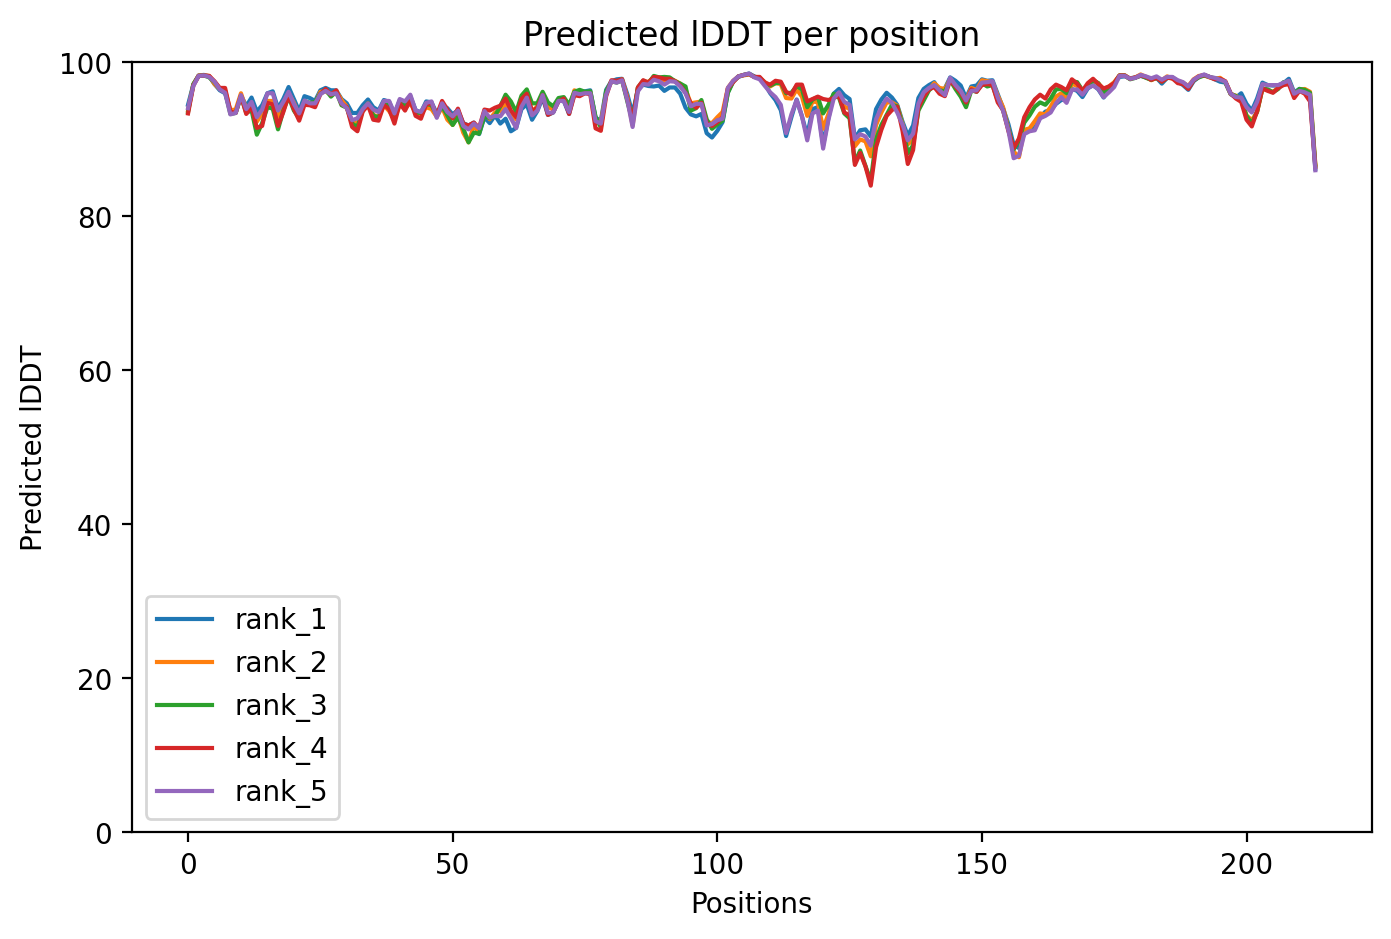 Predicted lDDT per position
100
80
60
40
20
0
Predicted lDDT
rank_1
rank_2
rank_3
rank_4
rank_5
0 50 100 150 200
Positions